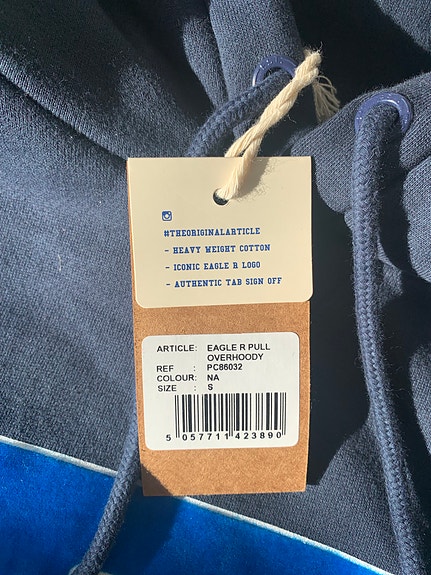 #THEORIGINALARTICLE
- HEAVY WEIGHT COTTON
- ICONIC EAGLE R LOGO
- AUTHENTIC TAB SIGN OFF
ARTICLE: EAGLE R PULL
OVERHOODY
REF : PC86032
COLOUR: NA
SIZE : S
5 057711 423890